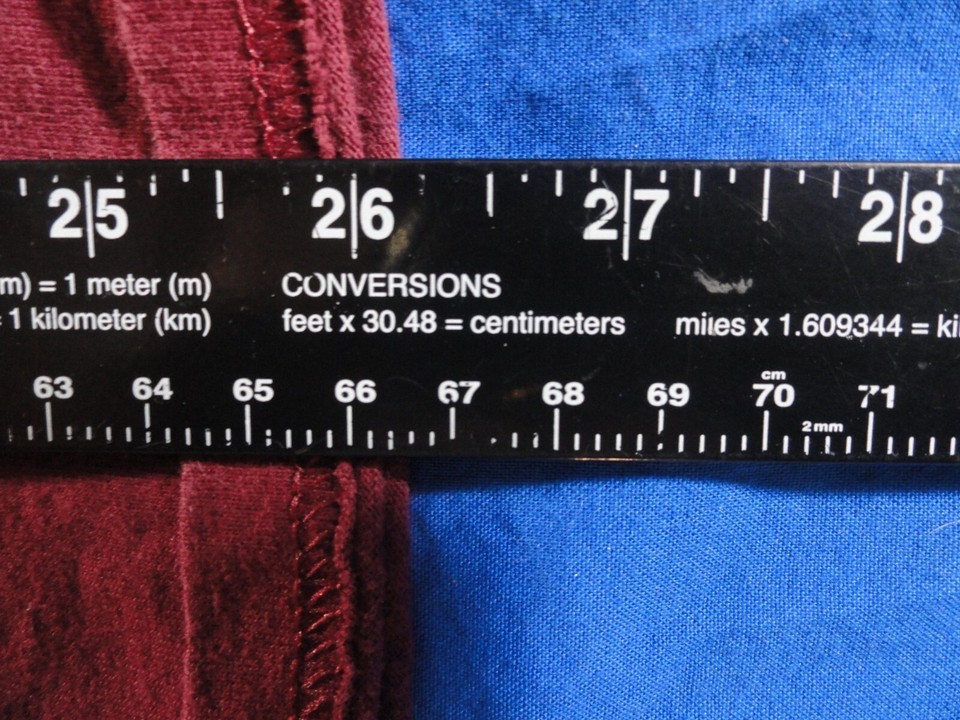 25 26 27 28
m) = 1 meter (m) CONVERSIONS
1 kilometer (km) feet x 30.48 = centimeters miles x 1.609344 = ki
cm
63 64 65 66 67 68 69 70 71
2mm